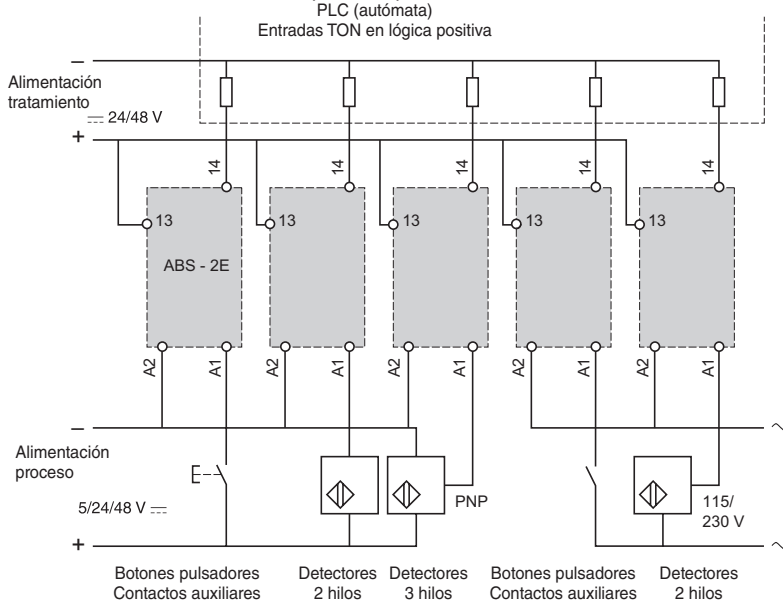 PLC (autómata)
Entradas TON en lógica positiva
–
Alimentación
tratamiento
24/48 V
+
14 14 14 14 14
13 13 13 13 13
ABS - 2E
A2 A1 A2 A1 A2 A1 A2 A1 A2 A1
–
Alimentación
proceso
5/24/48 V
PNP
115/
230 V
+
Botones pulsadores
Contactos auxiliares
Detectores
2 hilos
Detectores
3 hilos
Botones pulsadores
Contactos auxiliares
Detectores
2 hilos